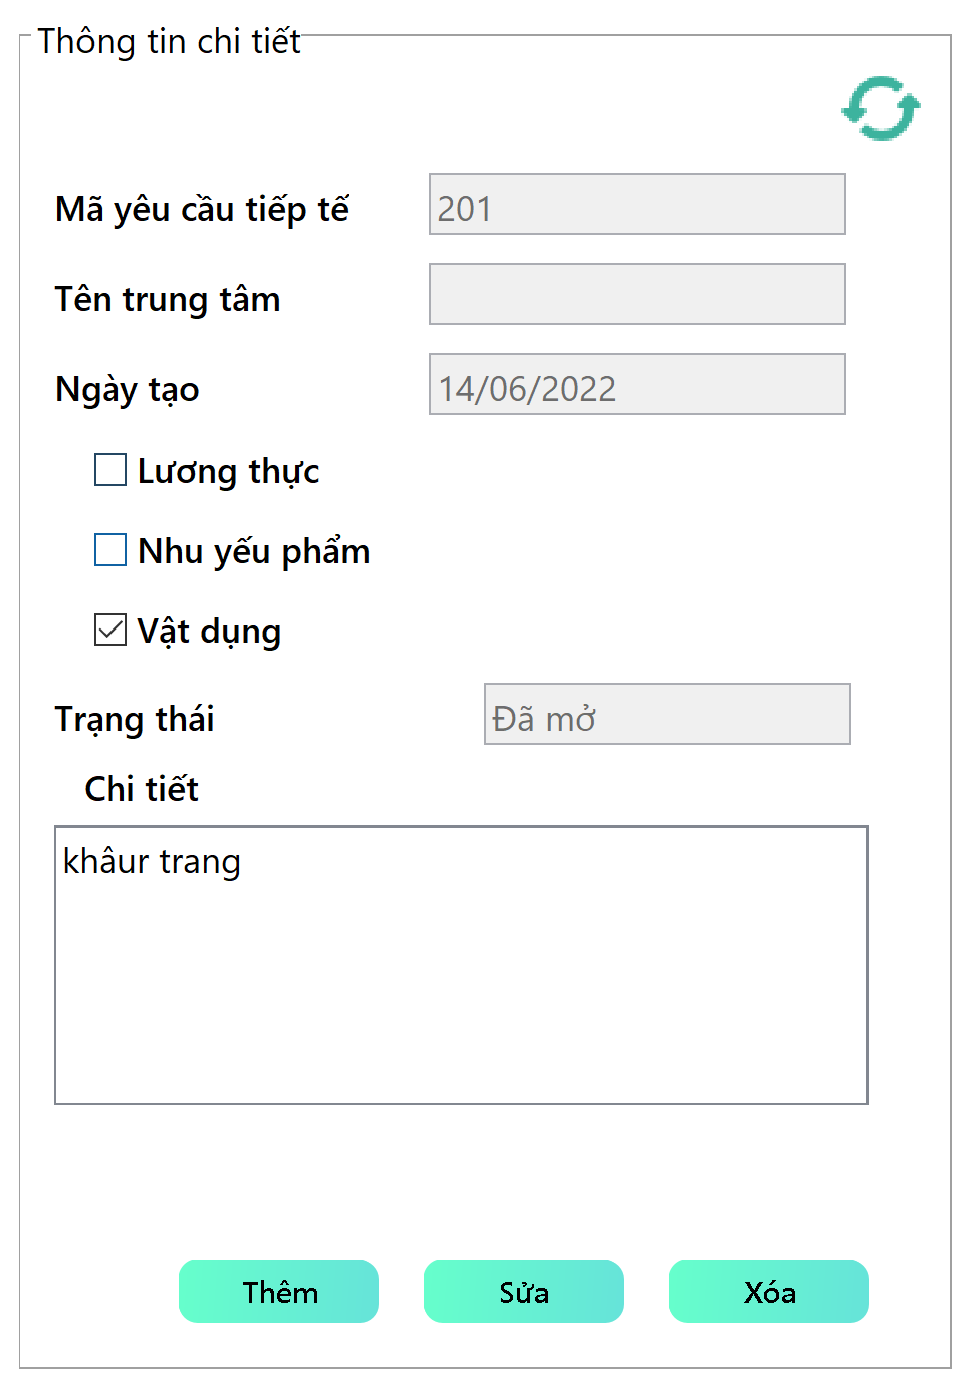 Thông tin chi tiết
Mã yêu cầu tiếp tế 201
Tên trung tâm
Ngày tạo 14/06/2022
Lương thực
Nhu yếu phẩm
Vật dụng
Trạng thái Đã mở
Chi tiết
khâur trang
Thêm Sửa Xóa